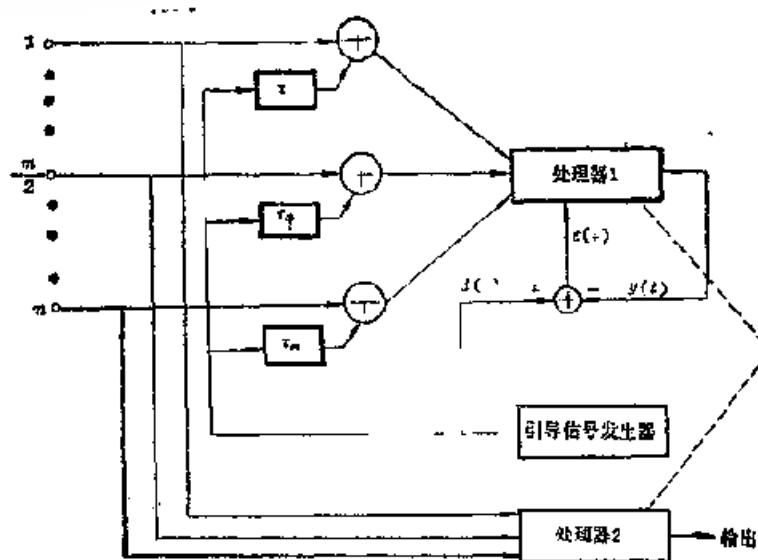 1
+
τ
m
2
+
处理器1
ε(
d(
+
-
y(t)
+
m
+
τm
引导信号发生器
处理器2
输出